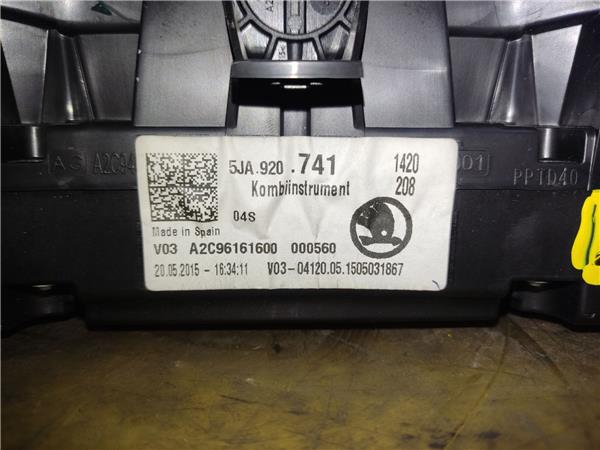 5JA.920 .741 1420
Kombiinstrument 208
04S
Made in Spain
V03 A2C96161600 000560
20.05.2015 - 16:34:11 V03-04120.05.1505031867
PPTD40